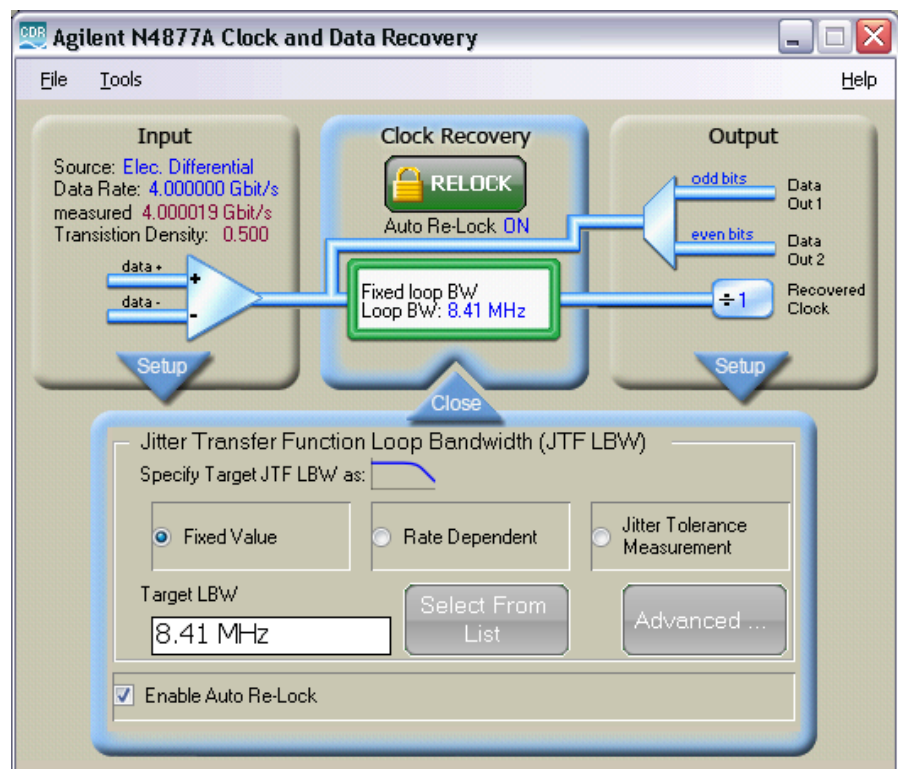 CDR Agilent N4877A Clock and Data Recovery
File Tools Help
Input
Source: Elec. Differential
Data Rate: 4.000000 Gbit/s
measured 4.000019 Gbit/s
Transistion Density: 0.500
data +
+
data -
-
Setup
Clock Recovery
RELOCK
Auto Re-Lock ON
Fixed loop BW
Loop BW: 8.41 MHz
Close
Output
odd bits
Data
Out 1
even bits
Data
Out 2
÷1
Recovered
Clock
Setup
Jitter Transfer Function Loop Bandwidth (JTF LBW)
Specify Target JTF LBW as:
Fixed Value
Rate Dependent
Jitter Tolerance
Measurement
Target LBW
8.41 MHz
Select From
List
Advanced ...
Enable Auto Re-Lock